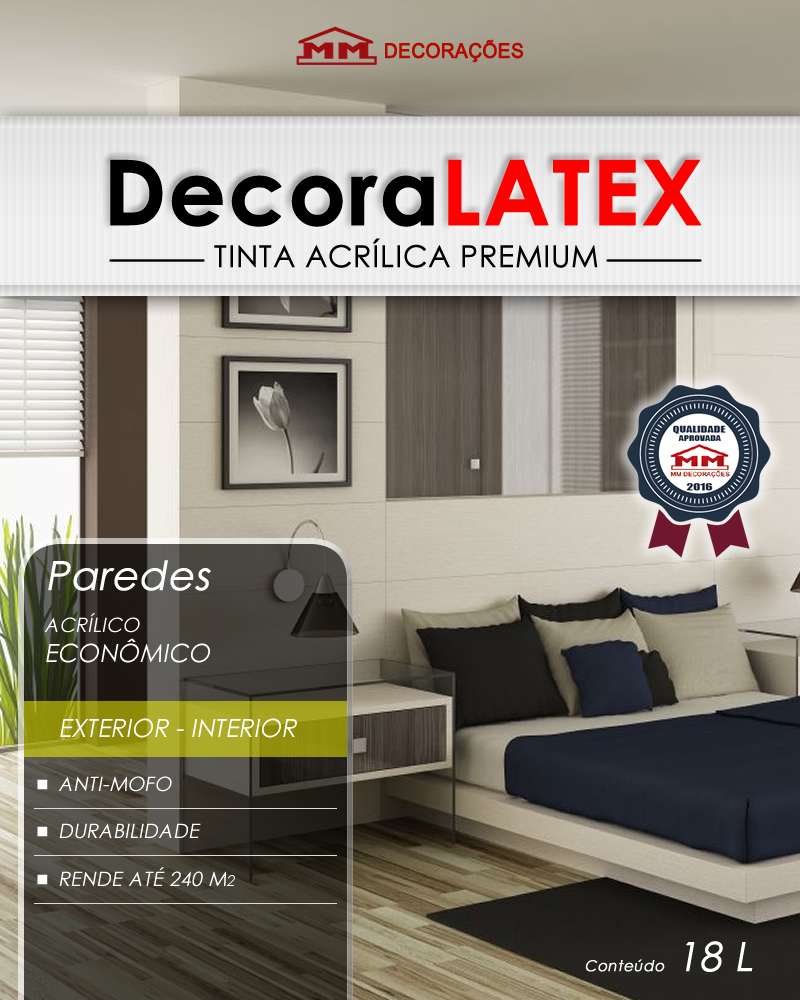 MM DECORAÇÕES
DecoraLATEX
TINTA ACRÍLICA PREMIUM
QUALIDADE
APROVADA
MM
MM DECORAÇÕES
2016
Paredes
ACRÍLICO
ECONÔMICO
EXTERIOR - INTERIOR
ANTI-MOFO
DURABILIDADE
RENDE ATÉ 240 M2
Conteúdo 18 L